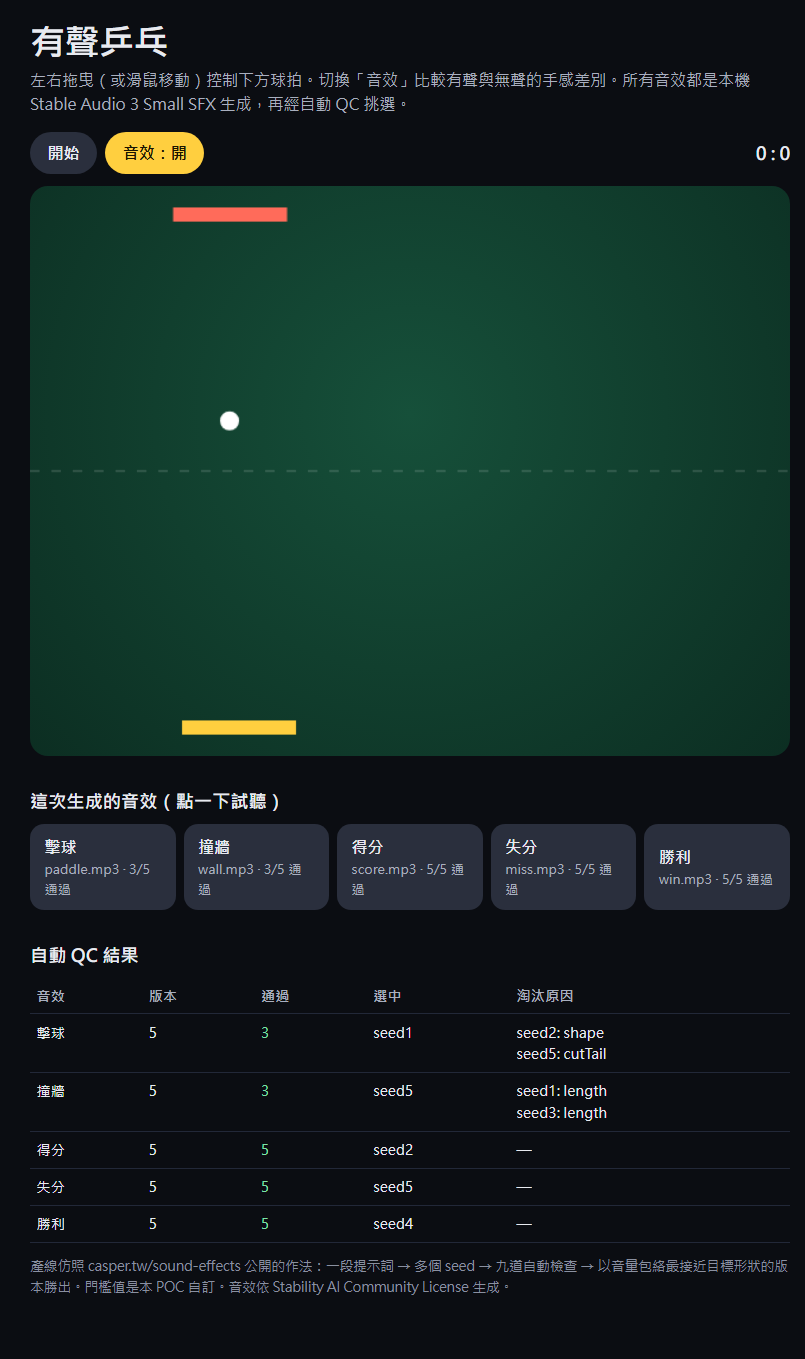 有聲乒乓
左右拖曳（或滑鼠移動）控制下方球拍。切換「音效」比較有聲與無聲的手感差別。所有音效都是本機
Stable Audio 3 Small SFX 生成，再經自動 QC 挑選。
開始
音效：開
0 : 0
這次生成的音效（點一下試聽）
擊球
paddle.mp3 · 3/5
通過
撞牆
wall.mp3 · 3/5 通
過
得分
score.mp3 · 5/5 通
過
失分
miss.mp3 · 5/5 通
過
勝利
win.mp3 · 5/5 通過
自動 QC 結果
音效 版本 通過 選中 淘汰原因
擊球 5 3 seed1 seed2: shape
seed5: cutTail
撞牆 5 3 seed5 seed1: length
seed3: length
得分 5 5 seed2 —
失分 5 5 seed5 —
勝利 5 5 seed4 —
產線仿照 casper.tw/sound-effects 公開的作法：一段提示詞 → 多個 seed → 九道自動檢查 → 以音量包絡最接近目標形狀的版
本勝出。門檻值是本 POC 自訂。音效依 Stability AI Community License 生成。